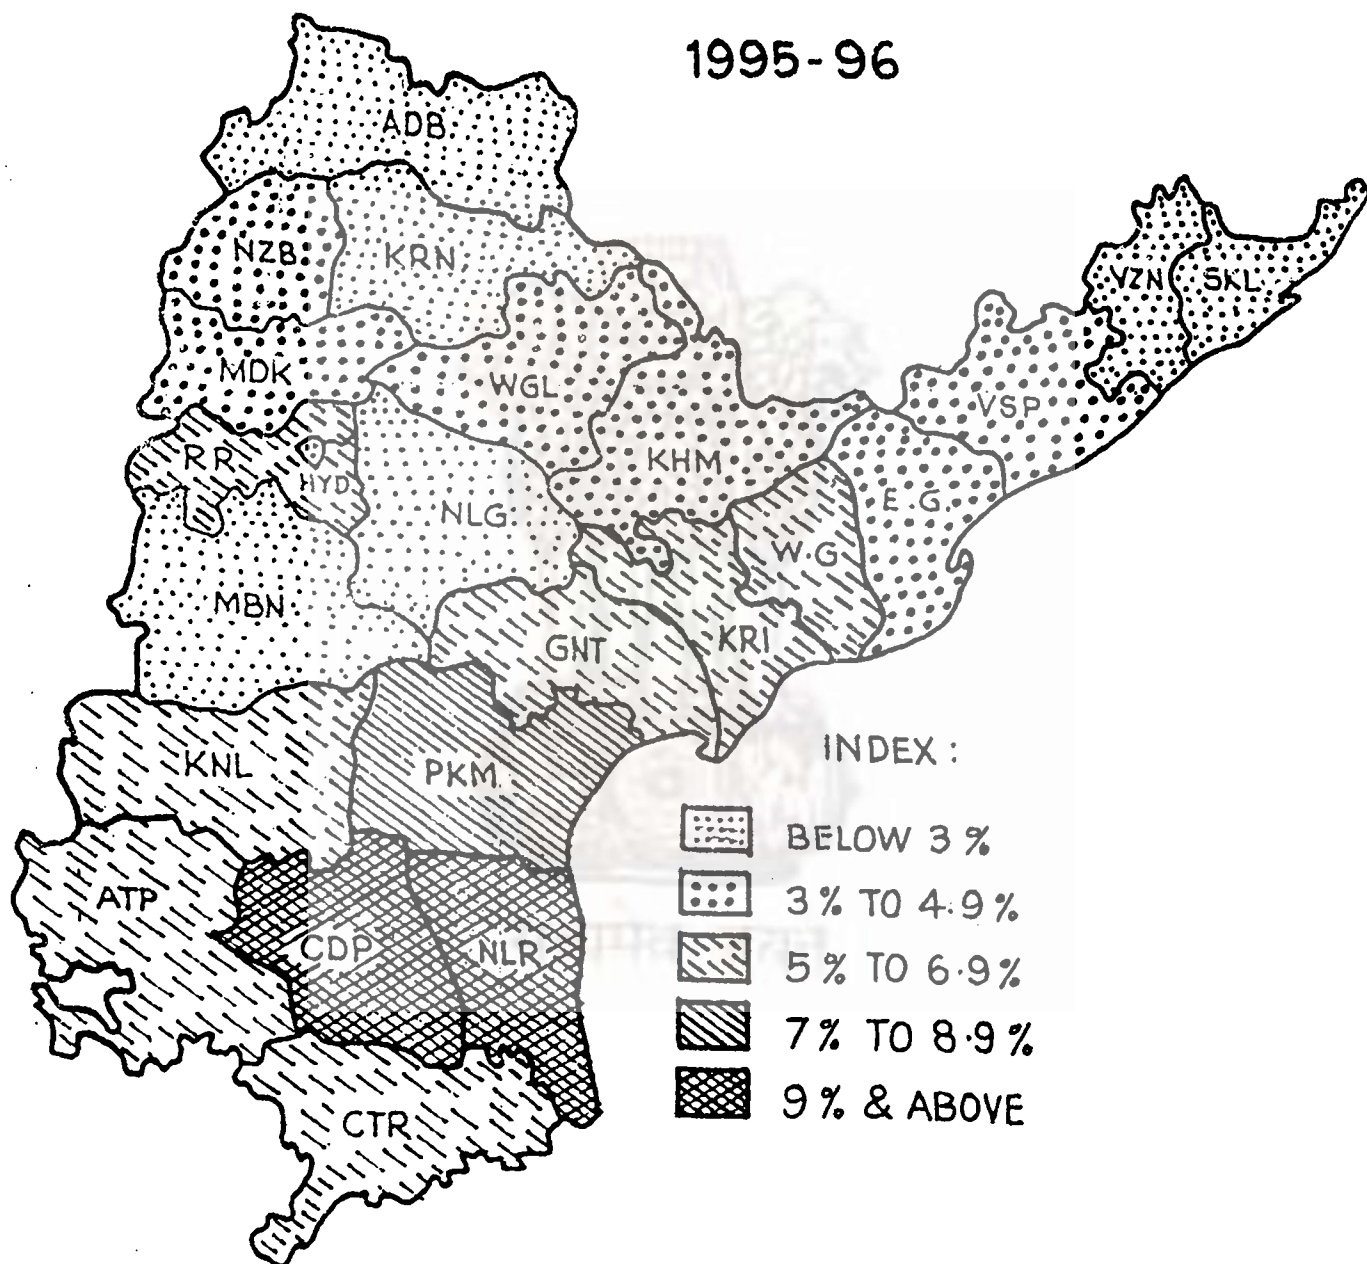 1995-96
ADB
NZB
KRN
VZN
SKL
MDK
WGL
VSP
RR
HYD
KHM
NLG
E.G.
W.G
MBN
GNT
KRI
KNL
PKM
ATP
CDP
NLR
CTR
INDEX :
BELOW 3 %
3% TO 4.9%
5% TO 6.9%
7% TO 8.9%
9% & ABOVE